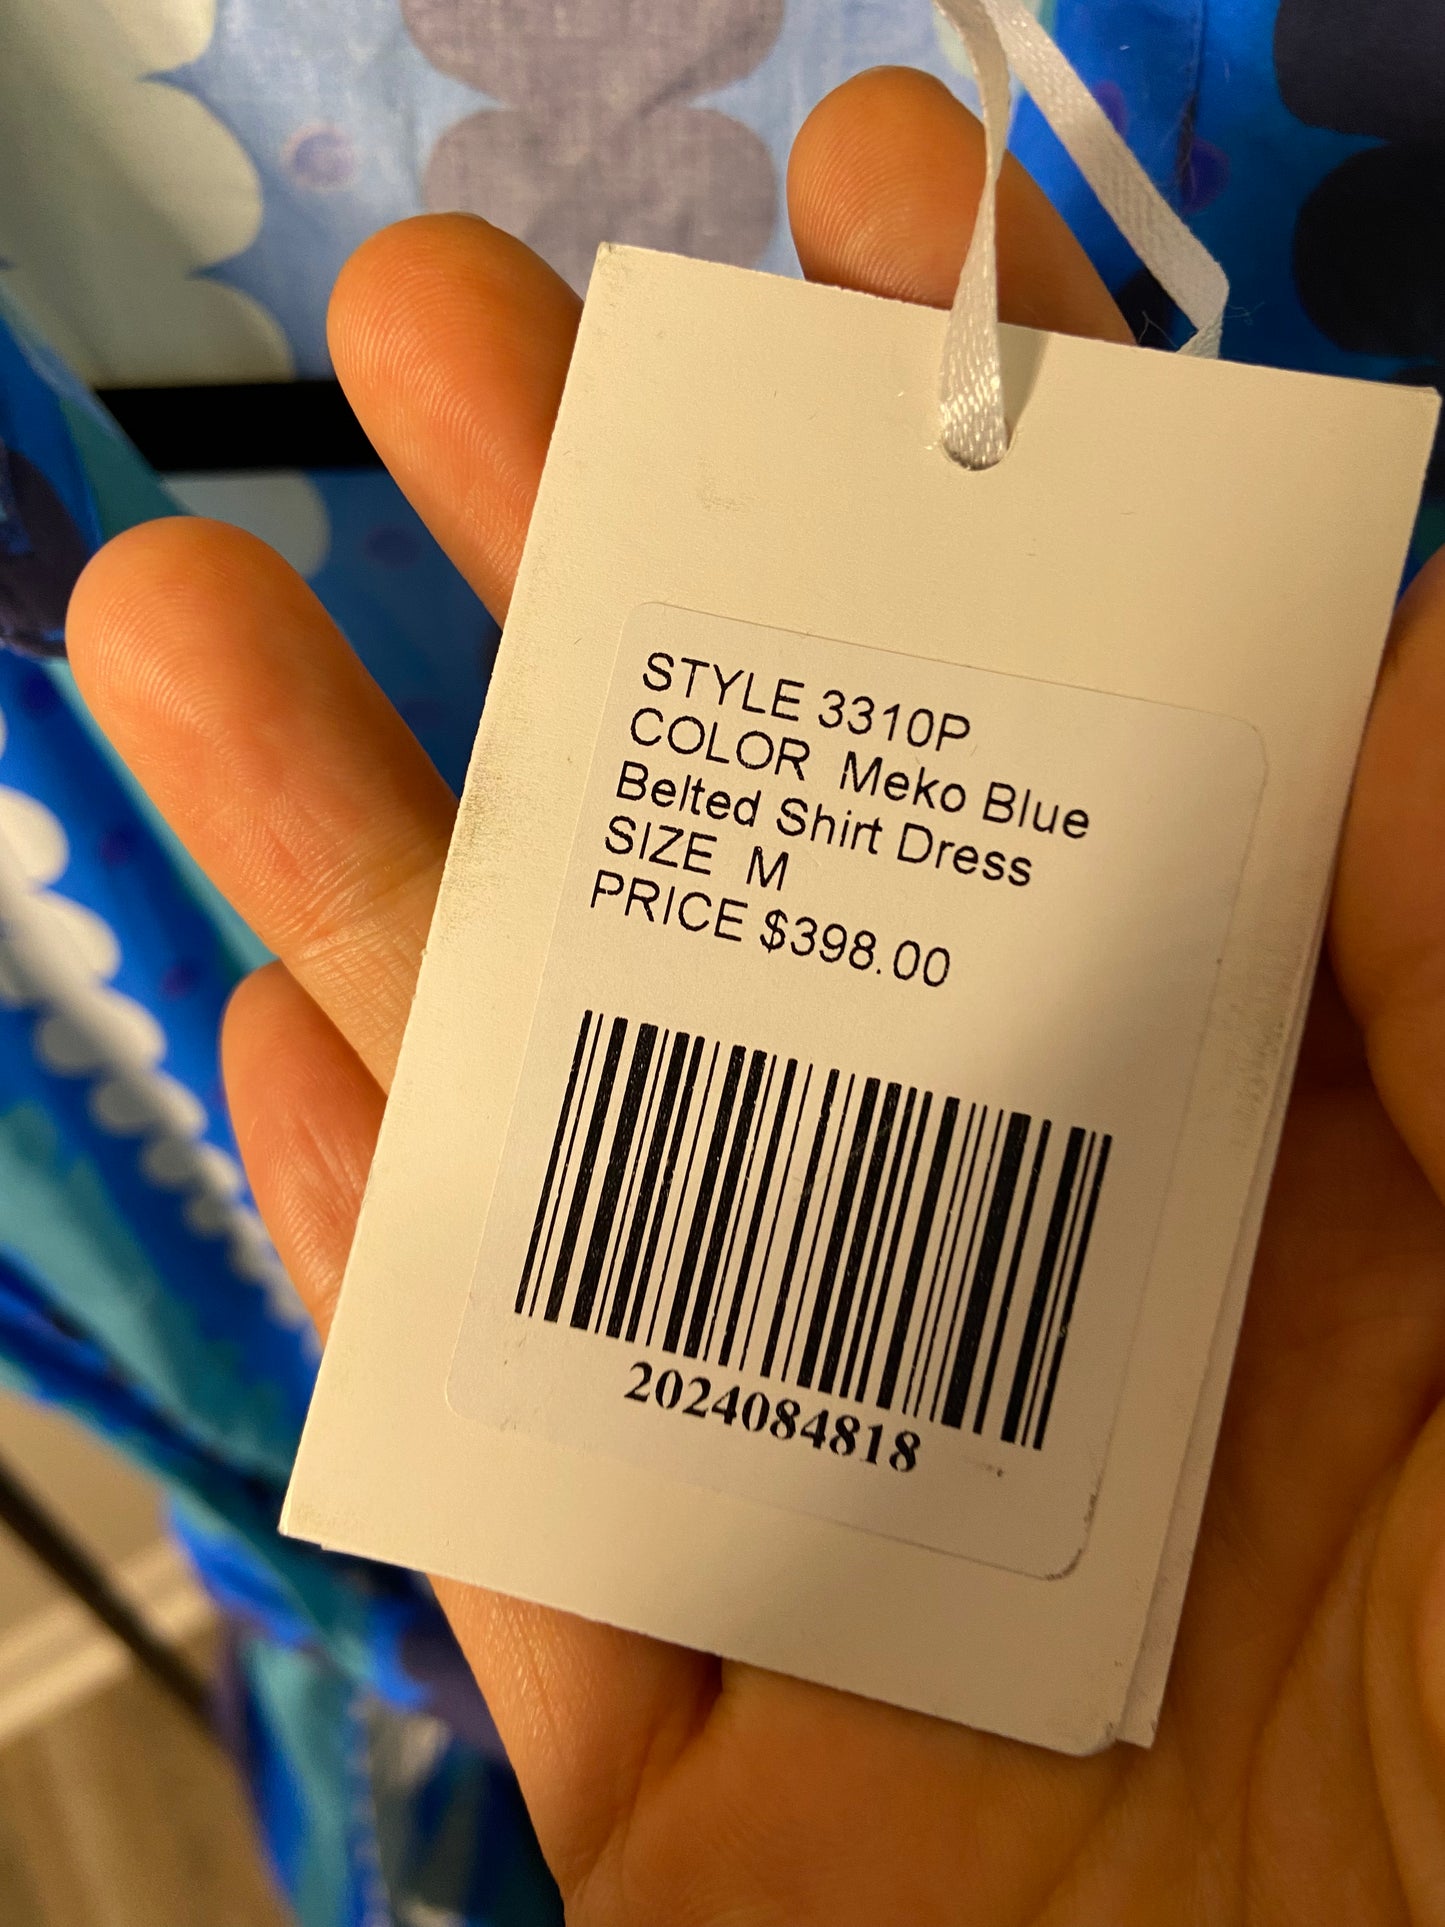 STYLE 3310P
COLOR Meko Blue
Belted Shirt Dress
SIZE M
PRICE $398.00
2024084818